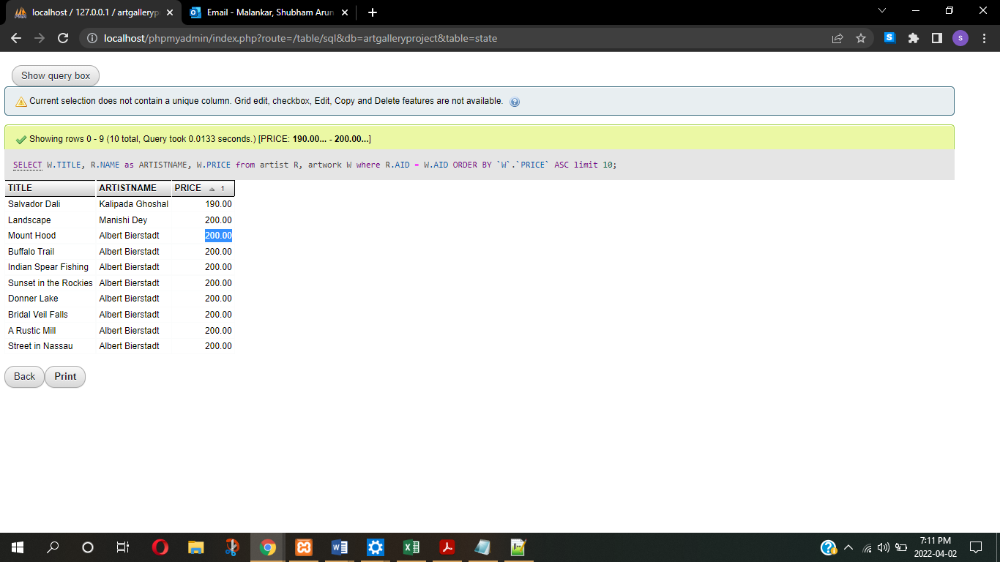 localhost / 127.0.0.1 / artgalleryp
Email - Malankar, Shubham Arun
localhost/phpmyadmin/index.php?route=/table/sql&db=artgalleryproject&table=state
S
s
Show query box
Current selection does not contain a unique column. Grid edit, checkbox, Edit, Copy and Delete features are not available.
Showing rows 0 - 9 (10 total, Query took 0.0133 seconds.) [PRICE: 190.00... - 200.00...]
SELECT W.TITLE, R.NAME as ARTISTNAME, W.PRICE from artist R, artwork W where R.AID = W.AID ORDER BY `W`.`PRICE` ASC limit 10;
TITLE ARTISTNAME PRICE 1
Salvador Dali Kalipada Ghoshal 190.00
Landscape Manishi Dey 200.00
Mount Hood Albert Bierstadt 200.00
Buffalo Trail Albert Bierstadt 200.00
Indian Spear Fishing Albert Bierstadt 200.00
Sunset in the Rockies Albert Bierstadt 200.00
Donner Lake Albert Bierstadt 200.00
Bridal Veil Falls Albert Bierstadt 200.00
A Rustic Mill Albert Bierstadt 200.00
Street in Nassau Albert Bierstadt 200.00
Back Print
7:11 PM
2022-04-02